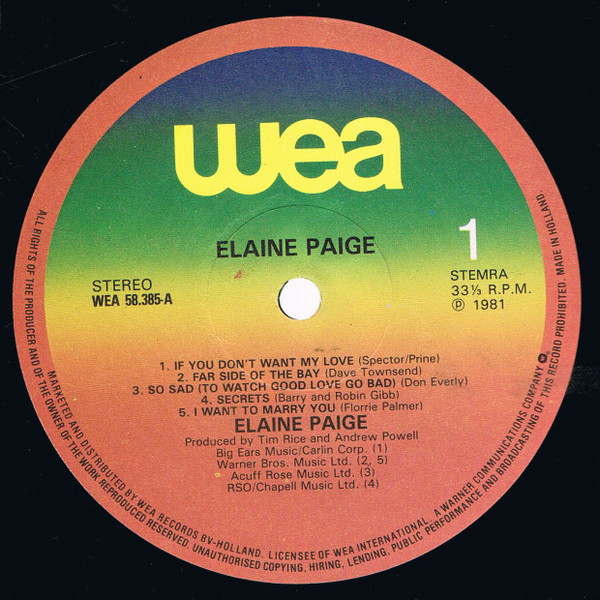 wea
ELAINE PAIGE
1
STEREO
WEA 58.385-A
STEMRA
33⅓ R.P.M.
℗ 1981
1. IF YOU DON'T WANT MY LOVE (Spector/Prine)
2. FAR SIDE OF THE BAY (Dave Townsend)
3. SO SAD (TO WATCH GOOD LOVE GO BAD) (Don Everly)
4. SECRETS (Barry and Robin Gibb)
5. I WANT TO MARRY YOU (Florrie Palmer)
ELAINE PAIGE
Produced by Tim Rice and Andrew Powell
Big Ears Music/Carlin Corp. (1)
Warner Bros. Music Ltd. (2, 5)
Acuff Rose Music Ltd. (3)
RSO/Chapell Music Ltd. (4)
MARKETED AND DISTRIBUTED BY WEA RECORDS BV-HOLLAND. LICENSEE OF WEA INTERNATIONAL. A WARNER COMMUNICATIONS COMPANY
ALL RIGHTS OF THE PRODUCER AND OF THE OWNER OF THE WORK REPRODUCED RESERVED. UNAUTHORISED COPYING, HIRING, LENDING, PUBLIC PERFORMANCE AND BROADCASTING OF THIS RECORD PROHIBITED. MADE IN HOLLAND.